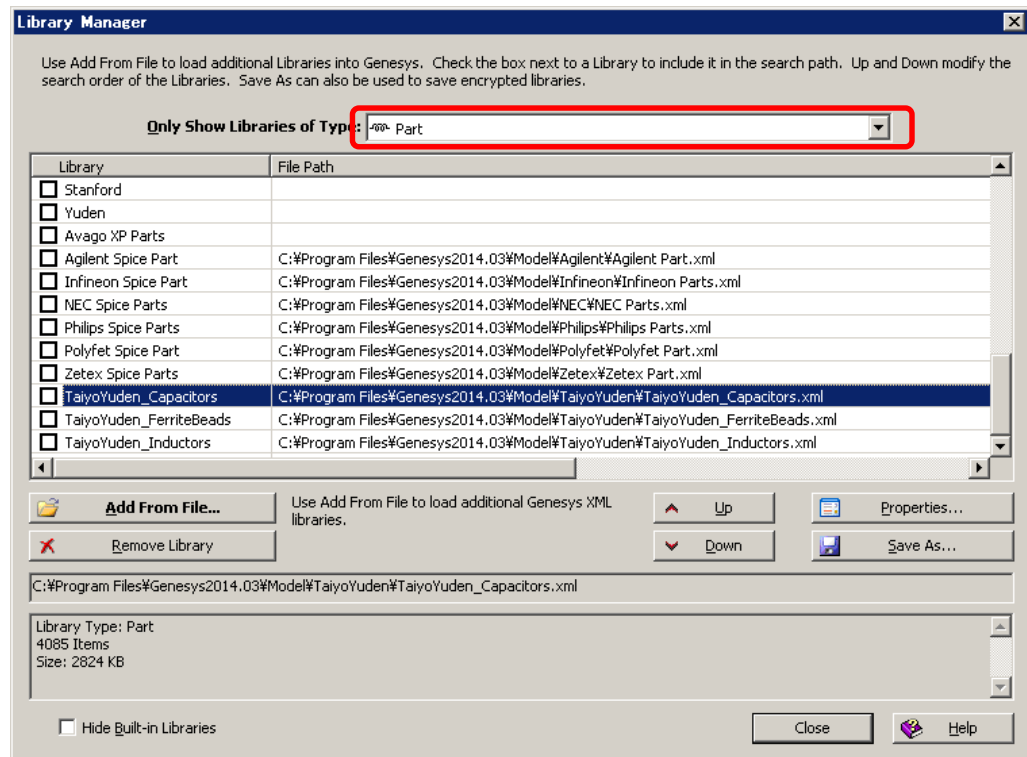 Library Manager
Use Add From File to load additional Libraries into Genesys. Check the box next to a Library to include it in the search path. Up and Down modify the
search order of the Libraries. Save As can also be used to save encrypted libraries.
Only Show Libraries of Type: Part
Library File Path
Stanford
Yuden
Avago XP Parts
Agilent Spice Part C:¥Program Files¥Genesys2014.03¥Model¥Agilent¥Agilent Part.xml
Infineon Spice Part C:¥Program Files¥Genesys2014.03¥Model¥Infineon¥Infineon Parts.xml
NEC Spice Parts C:¥Program Files¥Genesys2014.03¥Model¥NEC¥NEC Parts.xml
Philips Spice Parts C:¥Program Files¥Genesys2014.03¥Model¥Philips¥Philips Parts.xml
Polyfet Spice Part C:¥Program Files¥Genesys2014.03¥Model¥Polyfet¥Polyfet Part.xml
Zetex Spice Parts C:¥Program Files¥Genesys2014.03¥Model¥Zetex¥Zetex Part.xml
TaiyoYuden_Capacitors C:¥Program Files¥Genesys2014.03¥Model¥TaiyoYuden¥TaiyoYuden_Capacitors.xml
TaiyoYuden_FerriteBeads C:¥Program Files¥Genesys2014.03¥Model¥TaiyoYuden¥TaiyoYuden_FerriteBeads.xml
TaiyoYuden_Inductors C:¥Program Files¥Genesys2014.03¥Model¥TaiyoYuden¥TaiyoYuden_Inductors.xml
Add From File... Use Add From File to load additional Genesys XML Up Properties...
libraries.
Remove Library Down Save As...
C:¥Program Files¥Genesys2014.03¥Model¥TaiyoYuden¥TaiyoYuden_Capacitors.xml
Library Type: Part
4085 Items
Size: 2824 KB
Hide Built-in Libraries Close Help